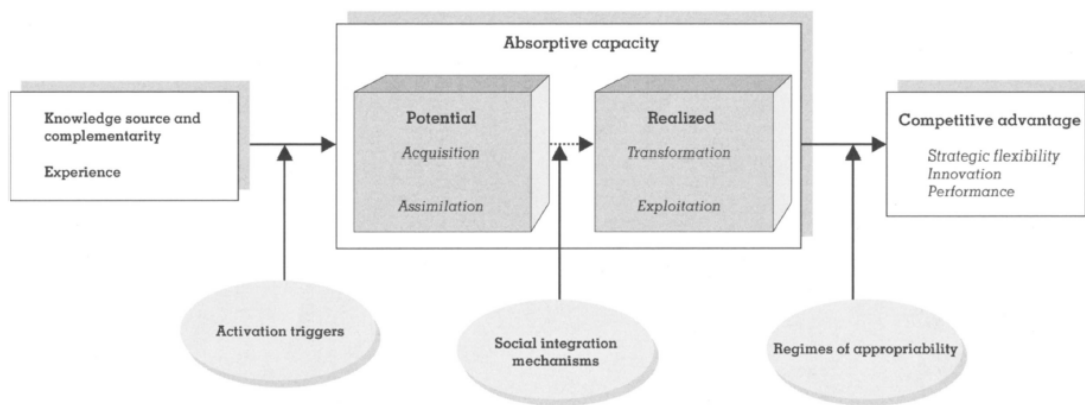 Absorptive capacity
Knowledge source and
complementarity
Experience
Potential
Acquisition
Assimilation
Realized
Transformation
Exploitation
Competitive advantage
Strategic flexibility
Innovation
Performance
Activation triggers
Social integration
mechanisms
Regimes of appropriability